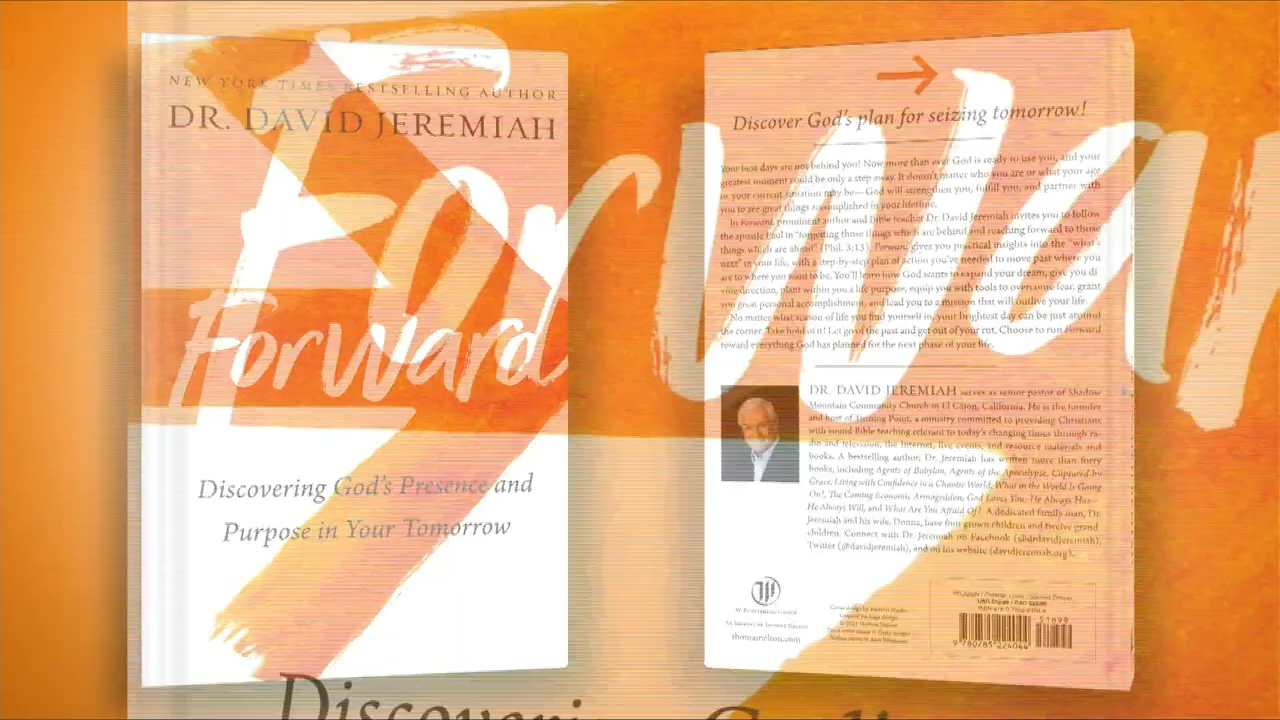 NEW YORK TIMES BESTSELLING AUTHOR
DR. DAVID JEREMIAH
Forward
Discovering God's Presence and
Purpose in Your Tomorrow
Forwar
Discover God's plan for seizing tomorrow!
Your best days are not behind you! Now more than ever God is ready to use you, and your
greatest moment could be only a step away. It doesn't matter who you are or what your age
or your current situation may be—God will strengthen you, fulfill you, and partner with
you to see great things accomplished in your lifetime.
In Forward, prominent author and Bible teacher Dr. David Jeremiah invites you to follow
the apostle Paul in "forgetting those things which are behind and reaching forward to those
things which are ahead" (Phil. 3:13). Forward gives you practical insights into the "what's
next" in your life, with a step-by-step plan of action you've needed to move past where you
are to where you want to be. You'll learn how God wants to expand your dream, give you di-
vine direction, plant within you a life purpose, equip you with tools to overcome fear, grant
you great personal accomplishment, and lead you to a mission that will outlive your life.
No matter what season of life you find yourself in, your brightest day can be just around
the corner. Take hold of it! Let go of the past and get out of your rut. Choose to run Forward
toward everything God has planned for the next phase of your life.
DR. DAVID JEREMIAH serves as senior pastor of Shadow
Mountain Community Church in El Cajon, California. He is the founder
and host of Turning Point, a ministry committed to providing Christians
with sound Bible teaching relevant to today's changing times through ra-
dio and television, the Internet, live events, and resource materials and
books. A bestselling author, Dr. Jeremiah has written more than forty
books, including Agents of Babylon, Agents of the Apocalypse, Captured by
Grace, Living with Confidence in a Chaotic World, What in the World Is Going
On?, The Coming Economic Armageddon, God Loves You: He Always Has—
He Always Will, and What Are You Afraid Of? A dedicated family man, Dr.
Jeremiah and his wife, Donna, have four grown children and twelve grand
children. Connect with Dr. Jeremiah on Facebook (@drdavidjeremiah),
Twitter (@davidjeremiah), and on his website (davidjeremiah.org).
W PUBLISHING GROUP
AN IMPRINT OF THOMAS NELSON
thomasnelson.com
51899
Discovering God's